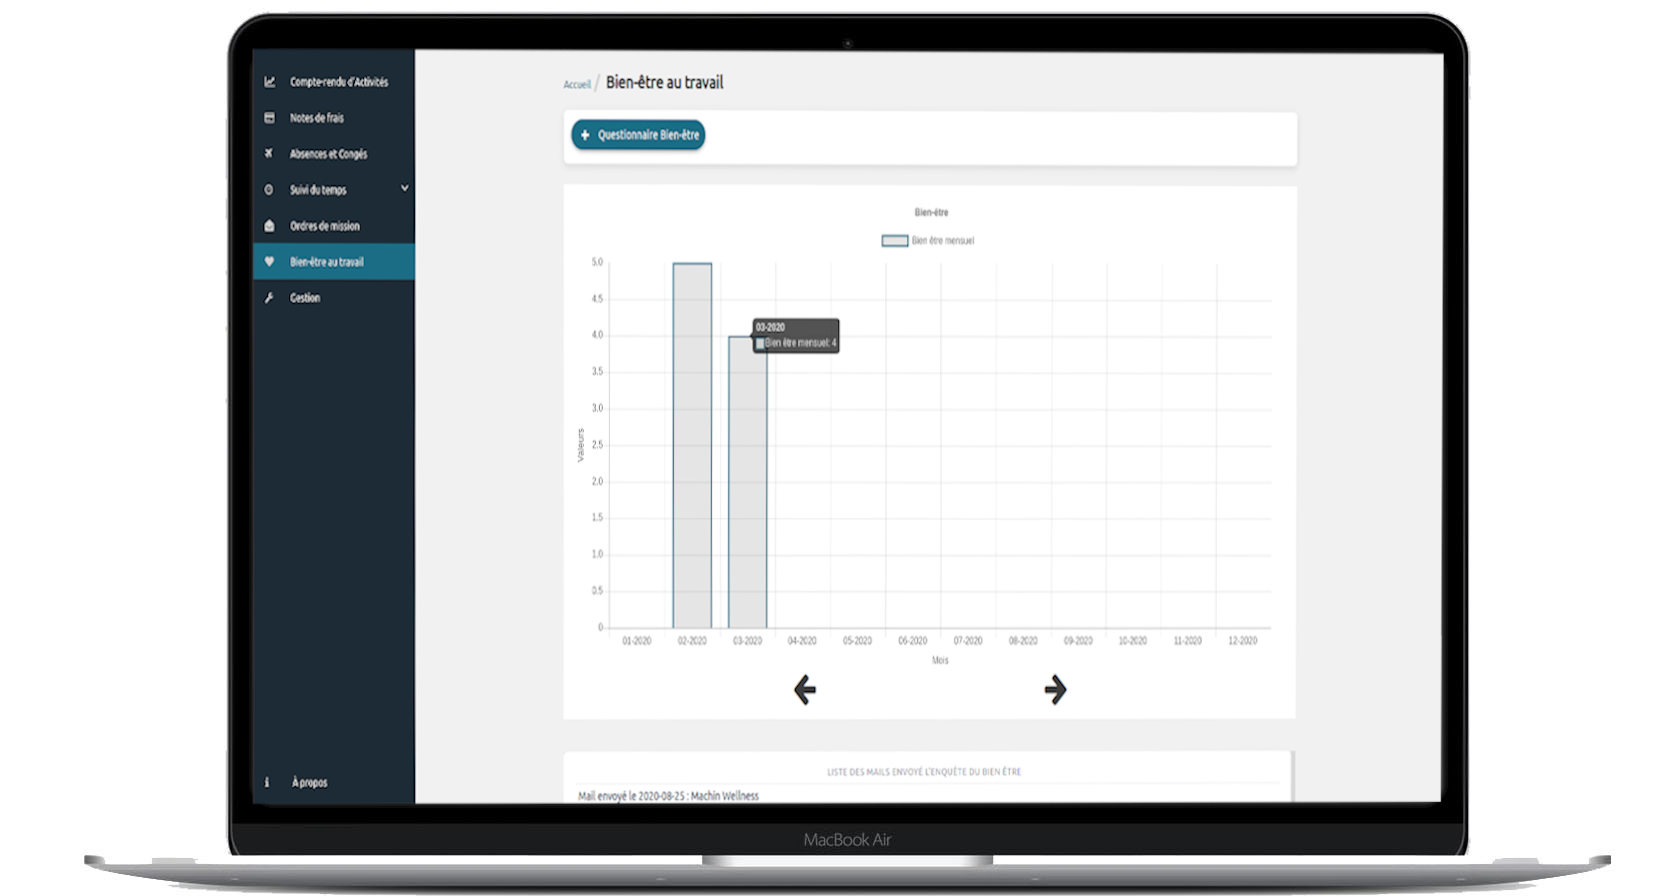 Compte-rendu d'Activités
Notes de frais
Absences et Congés
Suivi du temps
Ordres de mission
Bien-être au travail
Gestion
À propos
Accueil / Bien-être au travail
+ Questionnaire Bien-être
Bien-être
Bien être mensuel
5.0
4.5
4.0
3.5
3.0
2.5
2.0
1.5
1.0
0.5
0
Valeurs
03-2020
Bien être mensuel: 4
01-2020 02-2020 03-2020 04-2020 05-2020 06-2020 07-2020 08-2020 09-2020 10-2020 11-2020 12-2020
Mois
LISTE DES MAILS ENVOYÉ L'ENQUÊTE DU BIEN ÊTRE
Mail envoyé le 2020-08-25 : Machin Wellness
MacBook Air